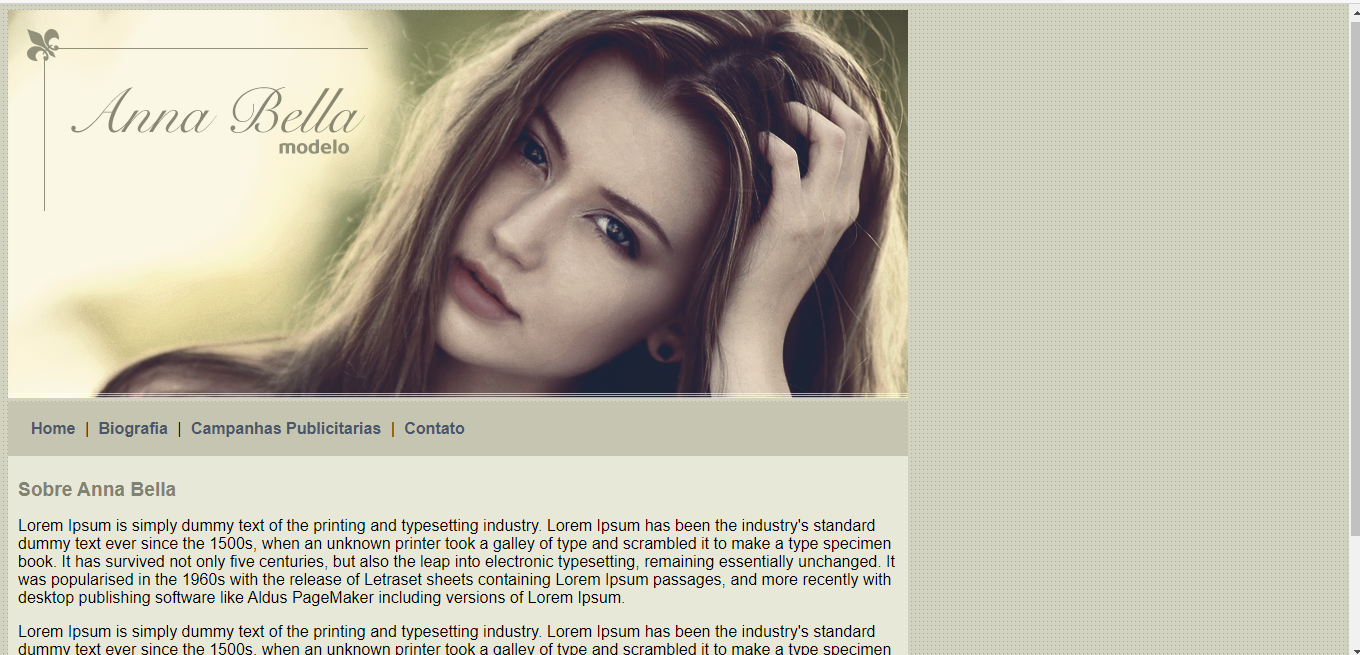 Anna Bella
modelo
Home | Biografia | Campanhas Publicitarias | Contato
Sobre Anna Bella
Lorem Ipsum is simply dummy text of the printing and typesetting industry. Lorem Ipsum has been the industry's standard
dummy text ever since the 1500s, when an unknown printer took a galley of type and scrambled it to make a type specimen
book. It has survived not only five centuries, but also the leap into electronic typesetting, remaining essentially unchanged. It
was popularised in the 1960s with the release of Letraset sheets containing Lorem Ipsum passages, and more recently with
desktop publishing software like Aldus PageMaker including versions of Lorem Ipsum.
Lorem Ipsum is simply dummy text of the printing and typesetting industry. Lorem Ipsum has been the industry's standard
dummy text ever since the 1500s, when an unknown printer took a galley of type and scrambled it to make a type specimen